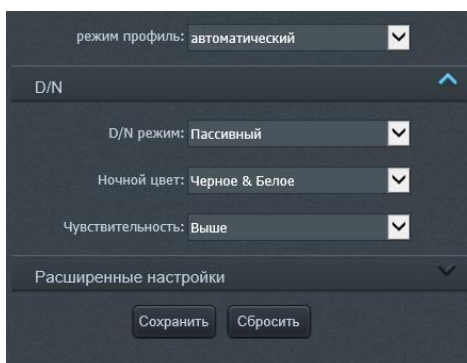 режим профиль: автоматический
D/N
D/N режим: Пассивный
Ночной цвет: Черное & Белое
Чувствительность: Выше
Расширенные настройки
Сохранить Сбросить